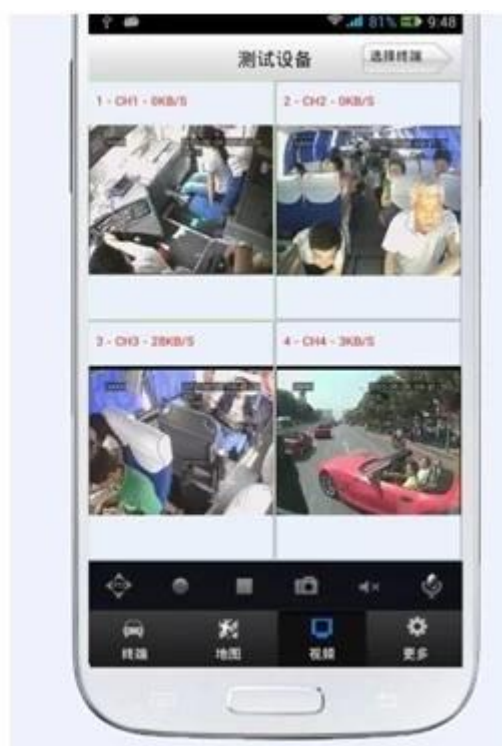 81% 9:48
测试设备 选择终端
1 - CH1 - 0KB/S 2 - CH2 - 0KB/S
3 - CH3 - 28KB/S 4 - CH4 - 3KB/S
终端 地图 视频 更多